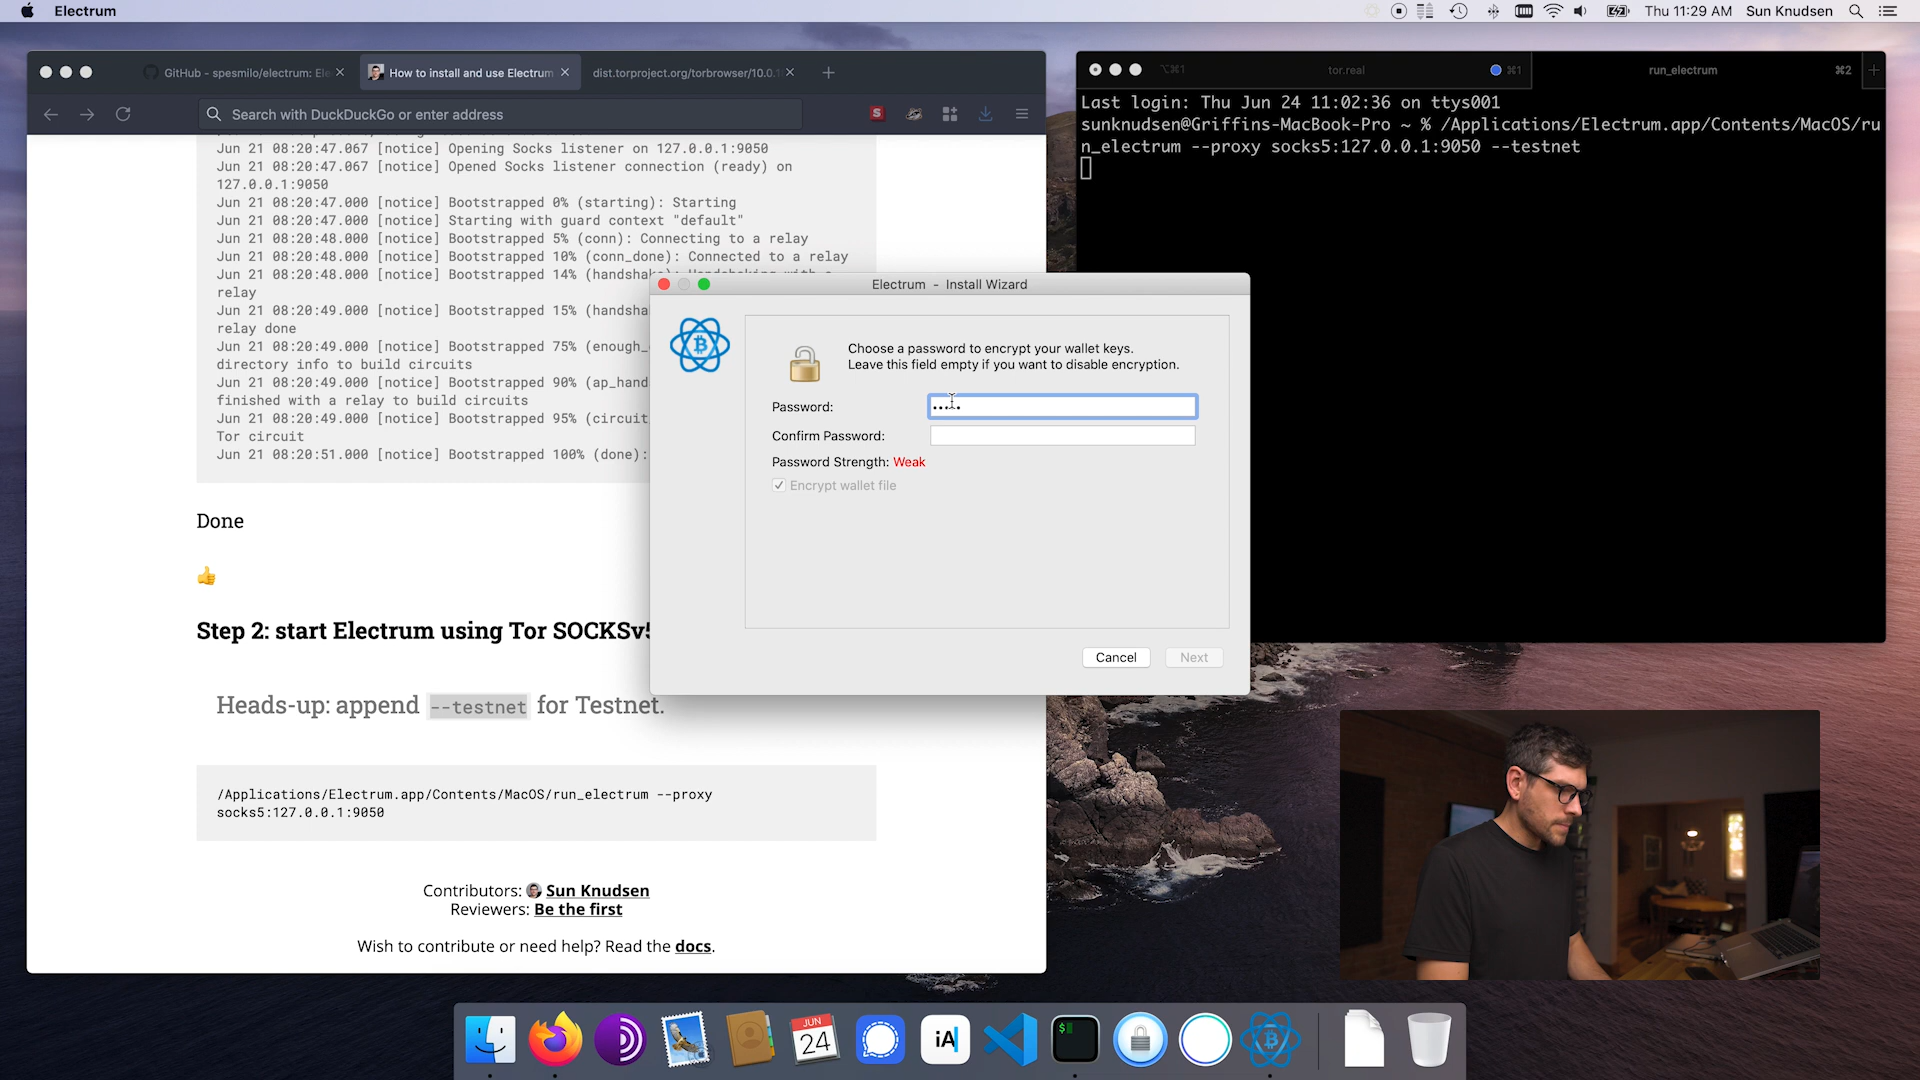 Electrum
Thu 11:29 AM
Sun Knudsen
GitHub - spesmilo/electrum: Ele
How to install and use Electrum
dist.torproject.org/torbrowser/10.0.1
Search with DuckDuckGo or enter address
Jun 21 08:20:47.067 [notice] Opening Socks listener on 127.0.0.1:9050
Jun 21 08:20:47.067 [notice] Opened Socks listener connection (ready) on
127.0.0.1:9050
Jun 21 08:20:47.000 [notice] Bootstrapped 0% (starting): Starting
Jun 21 08:20:47.000 [notice] Starting with guard context "default"
Jun 21 08:20:48.000 [notice] Bootstrapped 5% (conn): Connecting to a relay
Jun 21 08:20:48.000 [notice] Bootstrapped 10% (conn_done): Connected to a relay
Jun 21 08:20:48.000 [notice] Bootstrapped 14% (handshake): Handshaking with a
relay
Jun 21 08:20:49.000 [notice] Bootstrapped 15% (handsha
relay done
Jun 21 08:20:49.000 [notice] Bootstrapped 75% (enough_
directory info to build circuits
Jun 21 08:20:49.000 [notice] Bootstrapped 90% (ap_hand
finished with a relay to build circuits
Jun 21 08:20:49.000 [notice] Bootstrapped 95% (circuit
Tor circuit
Jun 21 08:20:51.000 [notice] Bootstrapped 100% (done):
Done
Step 2: start Electrum using Tor SOCKSv5
Heads-up: append --testnet for Testnet.
/Applications/Electrum.app/Contents/MacOS/run_electrum --proxy
socks5:127.0.0.1:9050
Contributors: Sun Knudsen
Reviewers: Be the first
Wish to contribute or need help? Read the docs.
Electrum - Install Wizard
Choose a password to encrypt your wallet keys.
Leave this field empty if you want to disable encryption.
Password:
Confirm Password:
Password Strength: Weak
Encrypt wallet file
Cancel
Next
⌥⌘1
tor.real
⌘1
run_electrum
⌘2
Last login: Thu Jun 24 11:02:36 on ttys001
sunknudsen@Griffins-MacBook-Pro ~ % /Applications/Electrum.app/Contents/MacOS/ru
n_electrum --proxy socks5:127.0.0.1:9050 --testnet
JUN
24
iA